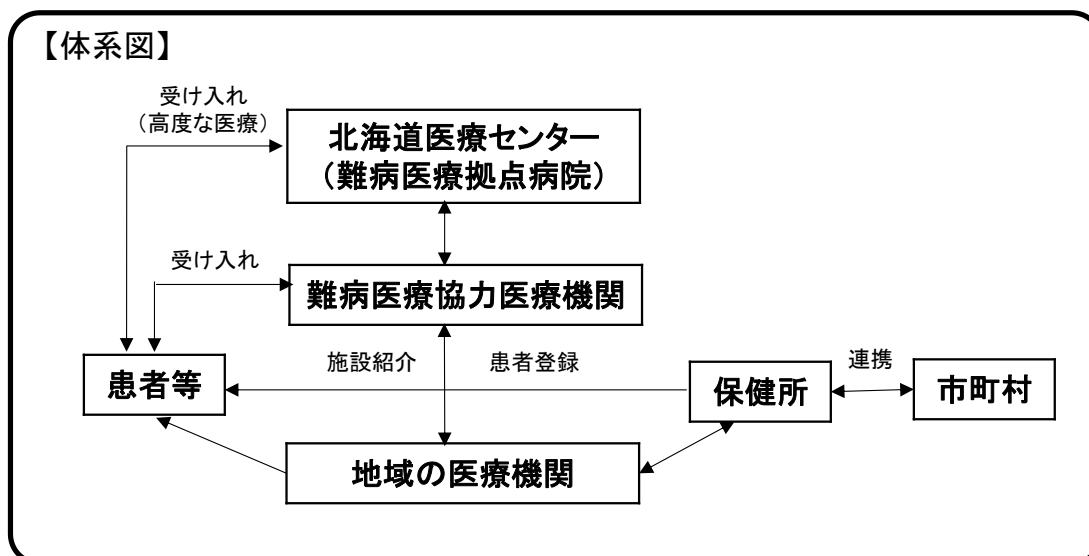 【体系図】
受け入れ
（高度な医療）
北海道医療センター
（難病医療拠点病院）
受け入れ
難病医療協力医療機関
施設紹介
患者登録
連携
患者等
保健所
市町村
地域の医療機関